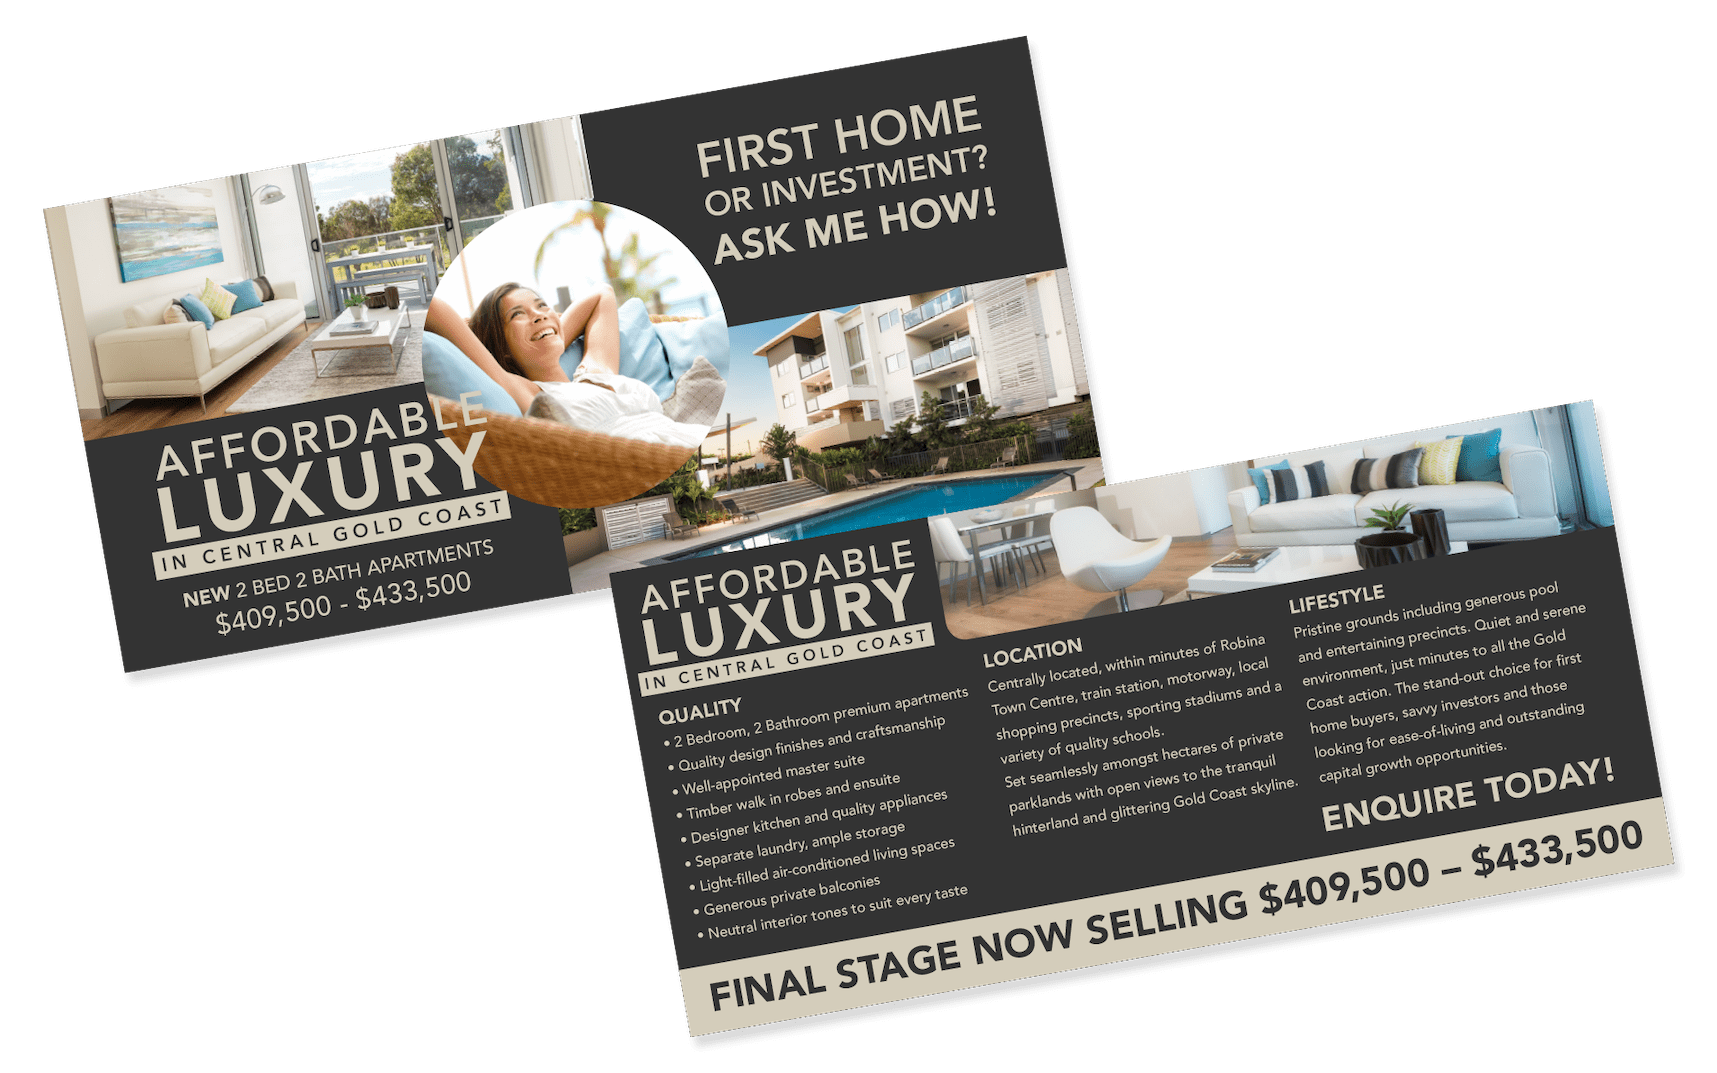 FIRST HOME
OR INVESTMENT?
ASK ME HOW!
AFFORDABLE
LUXURY
IN CENTRAL GOLD COAST
NEW 2 BED 2 BATH APARTMENTS
$409,500 - $433,500
AFFORDABLE
LUXURY
IN CENTRAL GOLD COAST
QUALITY
• 2 Bedroom, 2 Bathroom premium apartments
• Quality design finishes and craftsmanship
• Well-appointed master suite
• Timber walk in robes and ensuite
• Designer kitchen and quality appliances
• Separate laundry, ample storage
• Light-filled air-conditioned living spaces
• Generous private balconies
• Neutral interior tones to suit every taste
LOCATION
Centrally located, within minutes of Robina
Town Centre, train station, motorway, local
shopping precincts, sporting stadiums and a
variety of quality schools.
Set seamlessly amongst hectares of private
parklands with open views to the tranquil
hinterland and glittering Gold Coast skyline.
LIFESTYLE
Pristine grounds including generous pool
and entertaining precincts. Quiet and serene
environment, just minutes to all the Gold
Coast action. The stand-out choice for first
home buyers, savvy investors and those
looking for ease-of-living and outstanding
capital growth opportunities.
ENQUIRE TODAY!
FINAL STAGE NOW SELLING $409,500 – $433,500